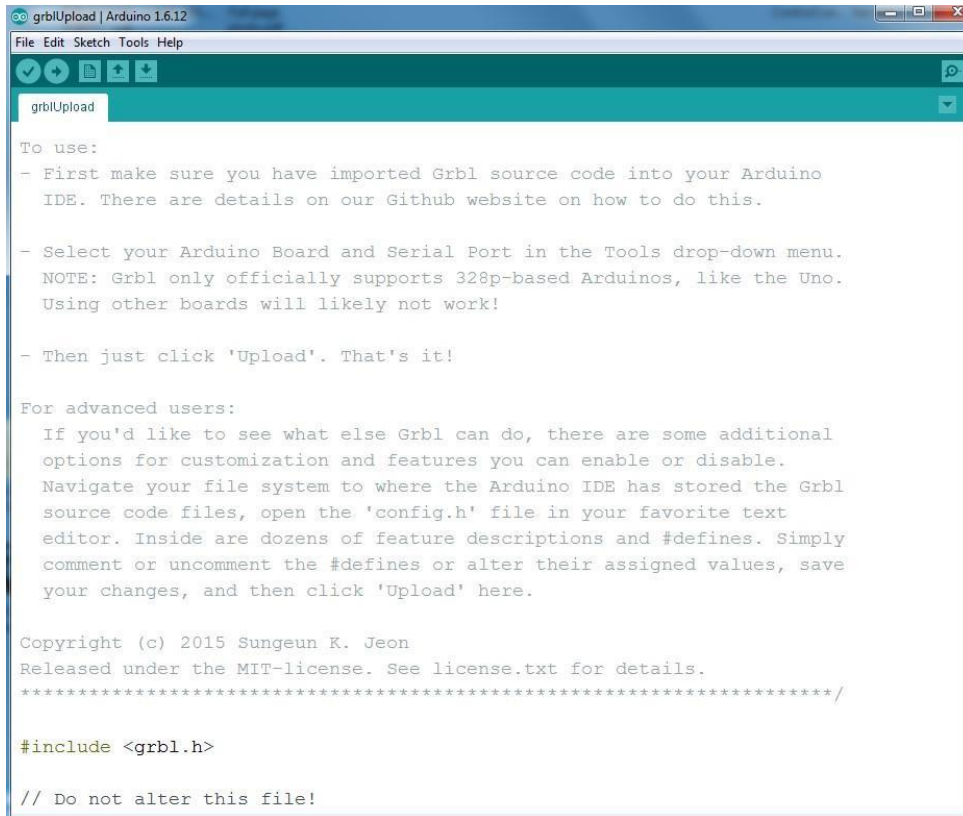 grblUpload | Arduino 1.6.12
File Edit Sketch Tools Help
grblUpload
To use:
- First make sure you have imported Grbl source code into your Arduino
IDE. There are details on our Github website on how to do this.
- Select your Arduino Board and Serial Port in the Tools drop-down menu.
NOTE: Grbl only officially supports 328p-based Arduinos, like the Uno.
Using other boards will likely not work!
- Then just click 'Upload'. That's it!
For advanced users:
If you'd like to see what else Grbl can do, there are some additional
options for customization and features you can enable or disable.
Navigate your file system to where the Arduino IDE has stored the Grbl
source code files, open the 'config.h' file in your favorite text
editor. Inside are dozens of feature descriptions and #defines. Simply
comment or uncomment the #defines or alter their assigned values, save
your changes, and then click 'Upload' here.
Copyright (c) 2015 Sungeun K. Jeon
Released under the MIT-license. See license.txt for details.
***********************************************************************/
#include <grbl.h>
// Do not alter this file!